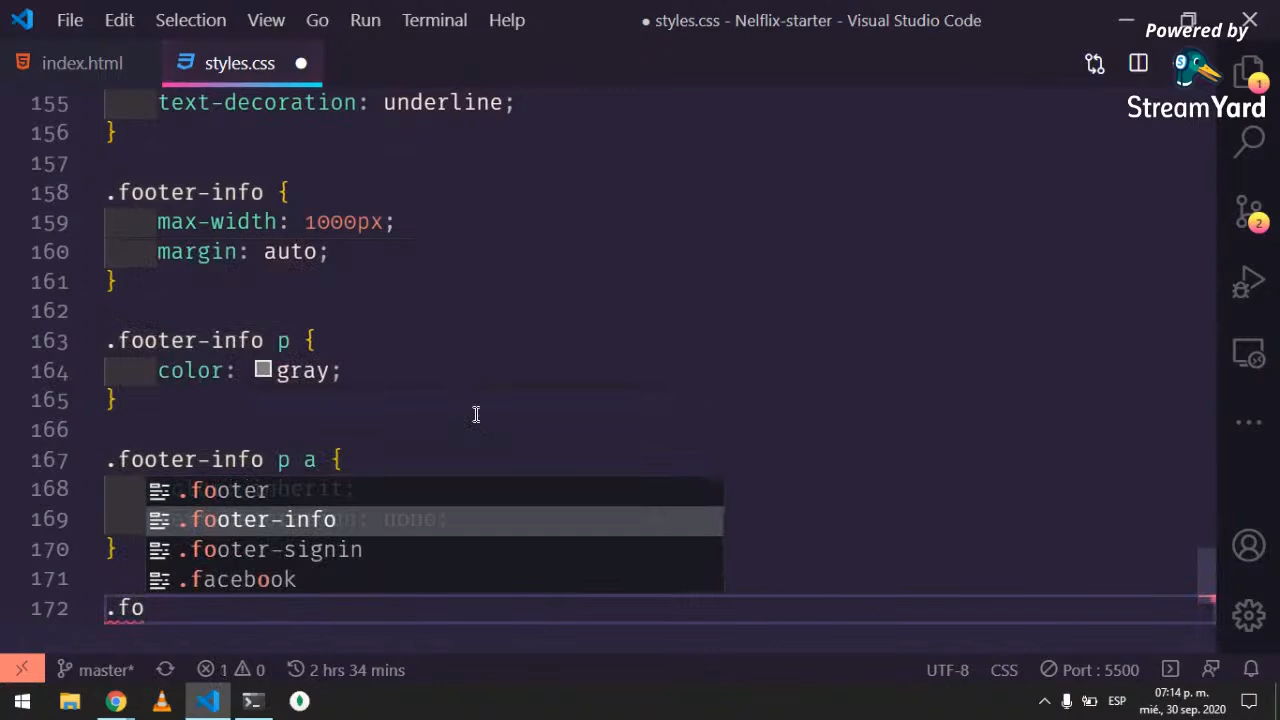 File Edit Selection View Go Run Terminal Help ● styles.css - Nelflix-starter - Visual Studio Code
Powered by
StreamYard
index.html styles.css
155 text-decoration: underline;
156 }
157
158 .footer-info {
159 max-width: 1000px;
160 margin: auto;
161 }
162
163 .footer-info p {
164 color: gray;
165 }
166
167 .footer-info p a {
168 .footer
169 .footer-info
170 } .footer-signin
171 .facebook
172 .fo
1
2
master* 1 0 2 hrs 34 mins UTF-8 CSS Port : 5500
ESP 07:14 p. m.
mié., 30 sep. 2020